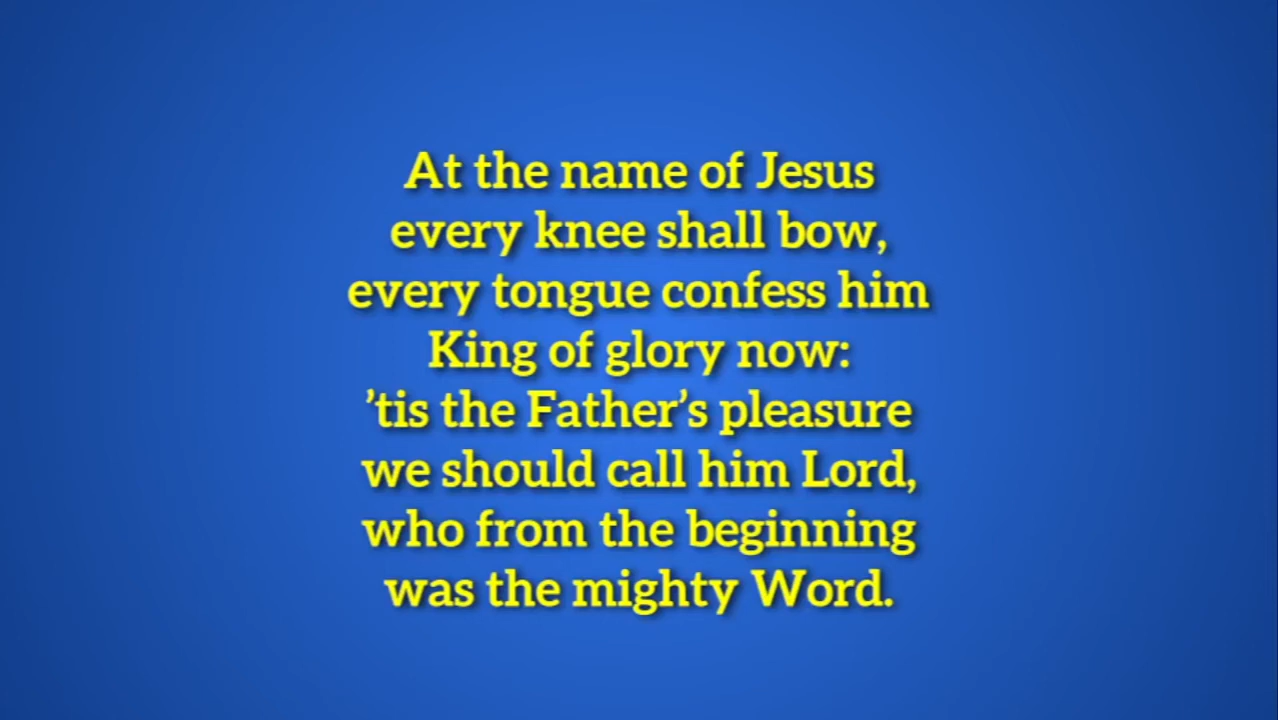 At the name of Jesus
every knee shall bow,
every tongue confess him
King of glory now:
’tis the Father’s pleasure
we should call him Lord,
who from the beginning
was the mighty Word.